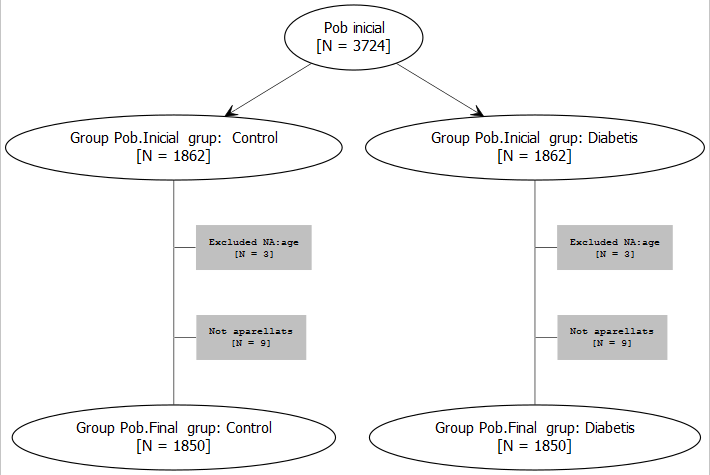 Pob inicial
[N = 3724]
Group Pob.Inicial grup: Control
[N = 1862]
Group Pob.Inicial grup: Diabetis
[N = 1862]
Excluded NA:age
[N = 3]
Excluded NA:age
[N = 3]
Not aparellats
[N = 9]
Not aparellats
[N = 9]
Group Pob.Final grup: Control
[N = 1850]
Group Pob.Final grup: Diabetis
[N = 1850]